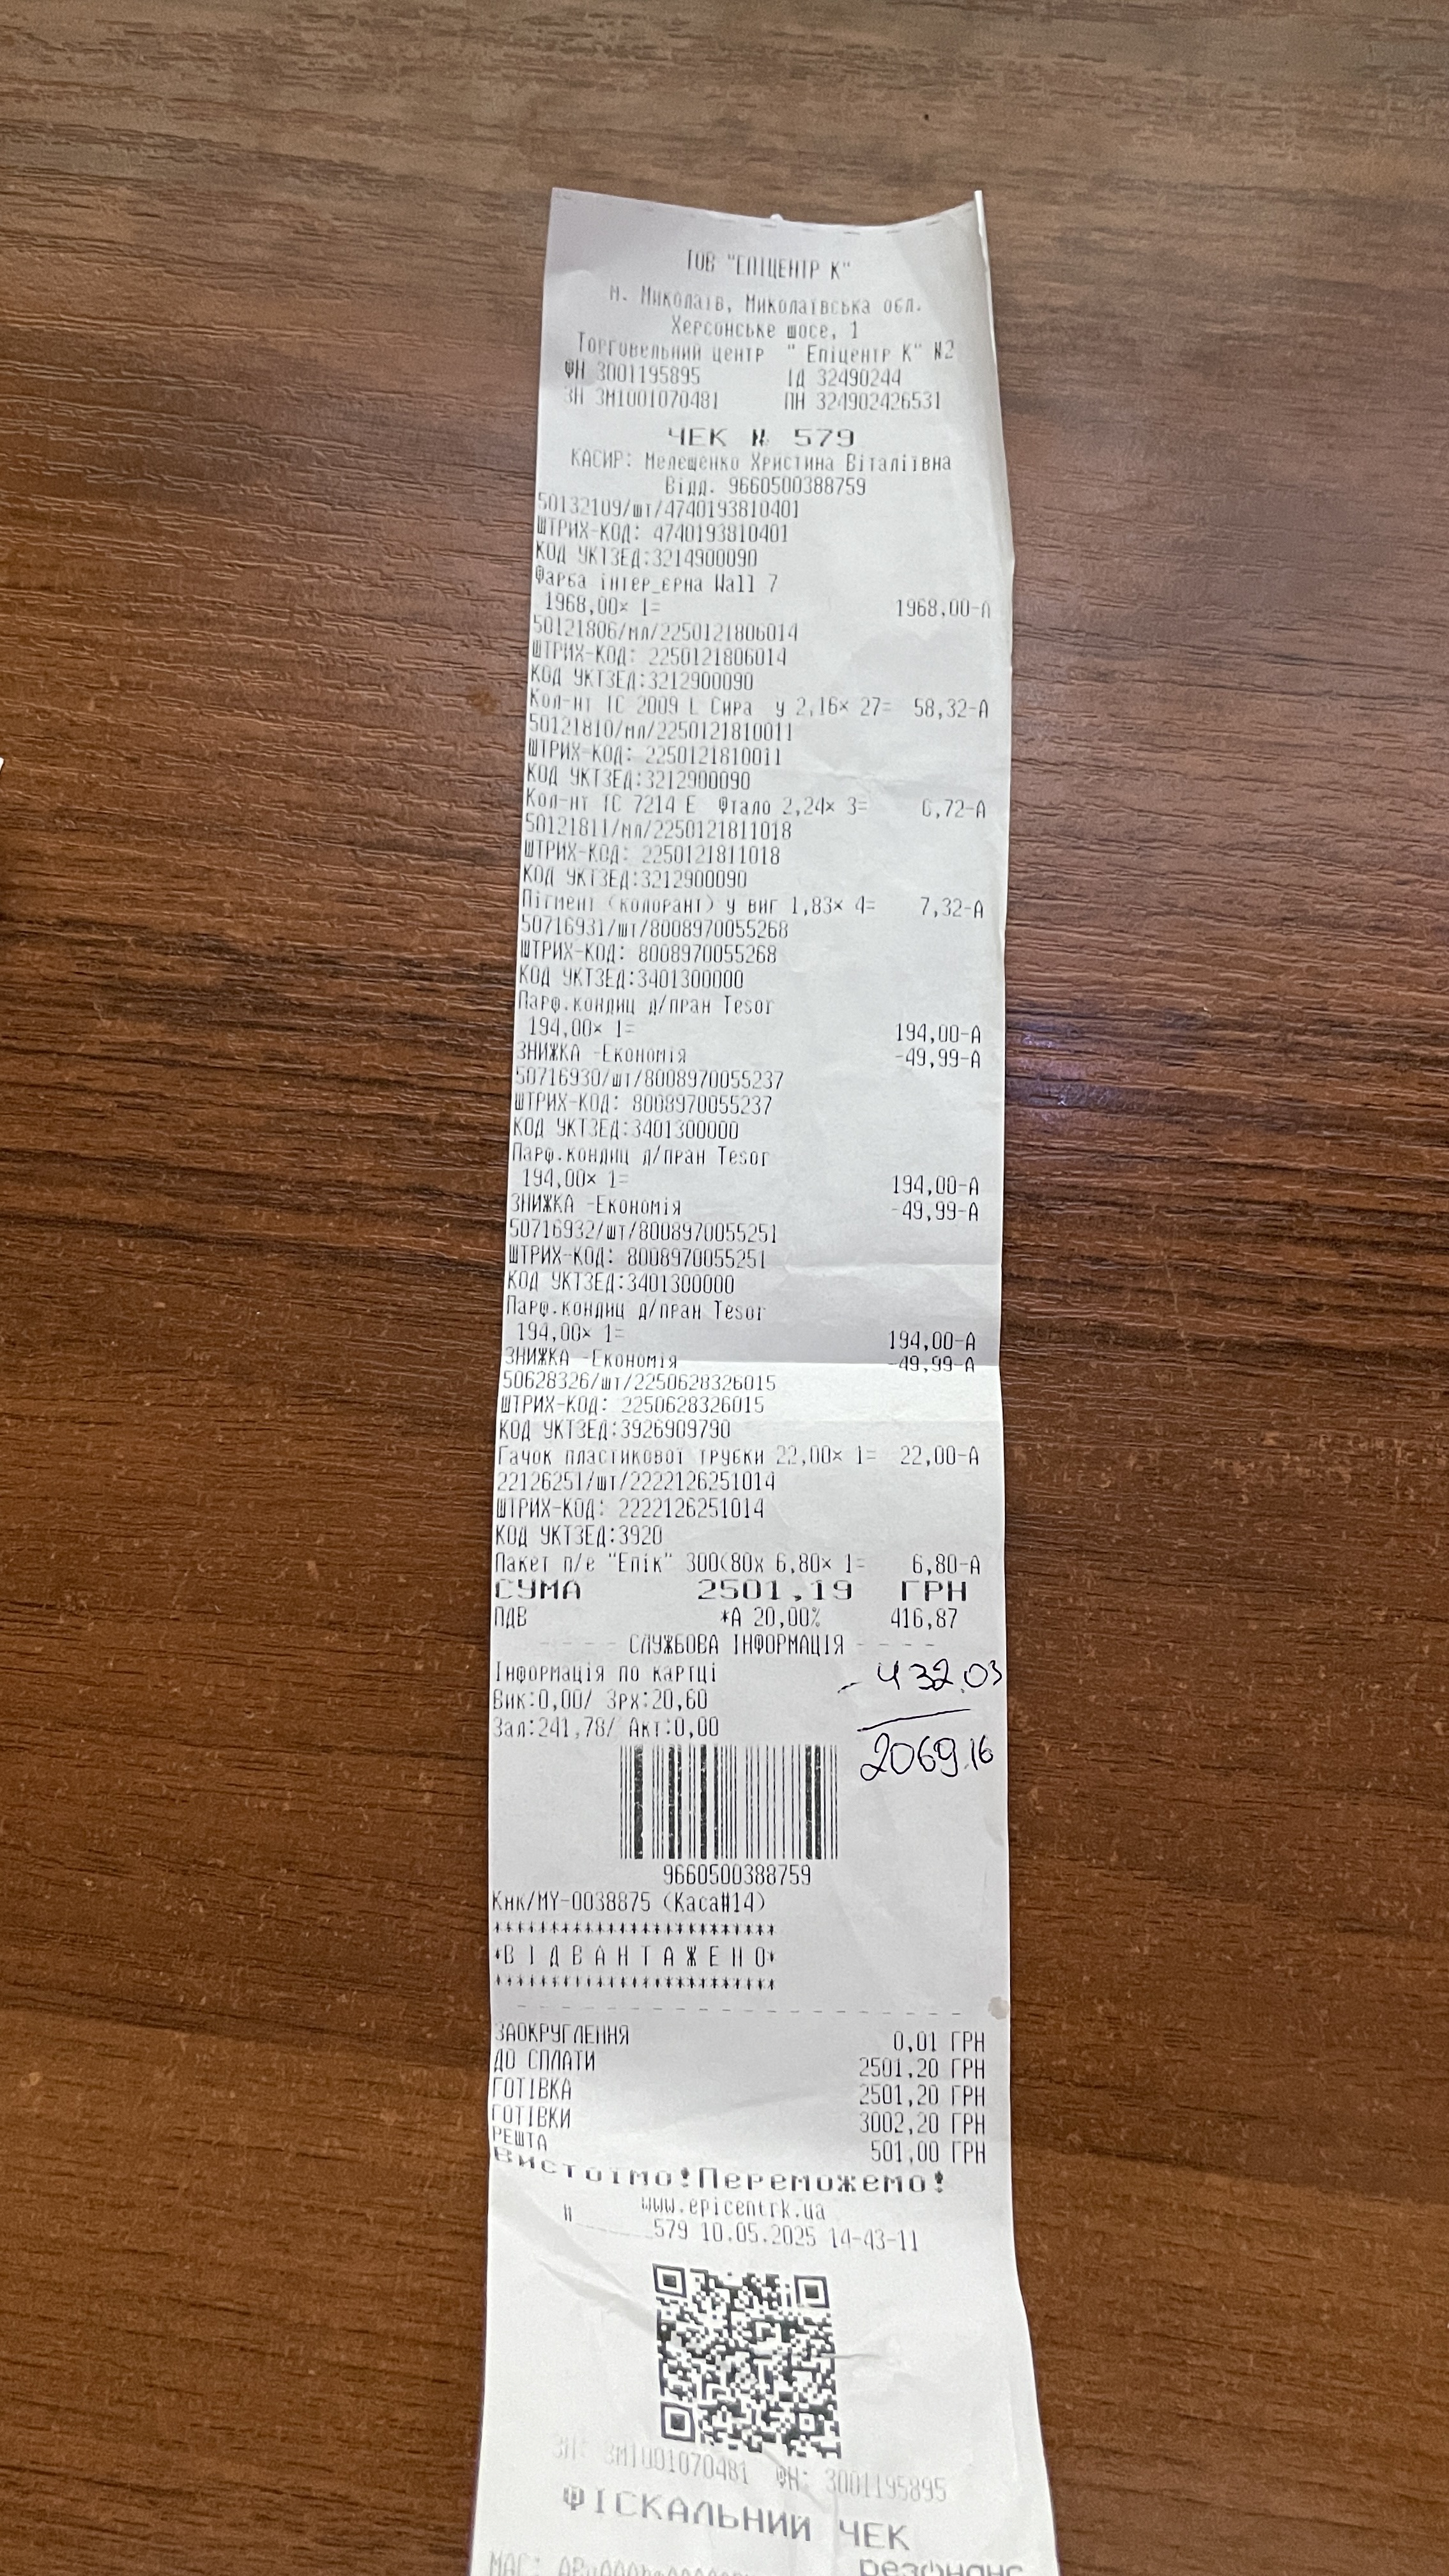 ТОВ "ЕПІЦЕНТР К"
м. Миколаїв, Миколаївська обл.
Херсонське шосе, 1
Торговельний центр " Епіцентр К" N2
ФН 3001195895 ІД 32490244
ЗН ЗМ1001070481 ПН 324902426531
ЧЕК № 579
КАСИР: Мелещенко Христина Віталіївна
Відд. 9660500388759
50132109/шт/4740193810401
ШТРИХ-КОД: 4740193810401
КОД УКТЗЕД:3214900090
Фарба інтер_єрна Wall 7
1968,00× 1= 1968,00-А
50121806/мл/2250121806014
ШТРИХ-КОД: 2250121806014
КОД УКТЗЕД:3212900090
Кол-нт TC 2009 L Сира у 2,16× 27= 58,32-А
50121810/мл/2250121810011
ШТРИХ-КОД: 2250121810011
КОД УКТЗЕД:3212900090
Кол-нт TC 7214 E Фтало 2,24× 3= 6,72-А
50121811/мл/2250121811018
ШТРИХ-КОД: 2250121811018
КОД УКТЗЕД:3212900090
Пігмент (колорант) у виг 1,83× 4= 7,32-А
50716931/шт/8008970055268
ШТРИХ-КОД: 8008970055268
КОД УКТЗЕД:3401300000
Парф.кондиц д/пран Tesor
194,00× 1= 194,00-А
ЗНИЖКА -Економія -49,99-А
50716930/шт/8008970055237
ШТРИХ-КОД: 8008970055237
КОД УКТЗЕД:3401300000
Парф.кондиц д/пран Tesor
194,00× 1= 194,00-А
ЗНИЖКА -Економія -49,99-А
50716932/шт/8008970055251
ШТРИХ-КОД: 8008970055251
КОД УКТЗЕД:3401300000
Парф.кондиц д/пран Tesor
194,00× 1= 194,00-А
ЗНИЖКА -Економія -49,99-А
50628326/шт/2250628326015
ШТРИХ-КОД: 2250628326015
КОД УКТЗЕД:3926909790
Гачок пластикової трубки 22,00× 1= 22,00-А
22126251/шт/2222126251014
ШТРИХ-КОД: 2222126251014
КОД УКТЗЕД:3920
Пакет п/е "Епік" 300(80х 6,80× 1= 6,80-А
СУМА 2501,19 ГРН
ПДВ *А 20,00% 416,87
- - - - СЛУЖБОВА ІНФОРМАЦІЯ - - - -
Інформація по картці - 432.03
Вик:0,00/ Зрх:20,60
Зал:241,78/ Акт:0,00
2069.16
9660500388759
Кнк/МУ-0038875 (Каса#14)
************************
*В І Д В А Н Т А Ж Е Н О*
************************
ЗАОКРУГЛЕННЯ 0,01 ГРН
ДО СПЛАТИ 2501,20 ГРН
ГОТІВКА 2501,20 ГРН
ГОТІВКИ 3002,20 ГРН
РЕШТА 501,00 ГРН
Вистоїмо!Переможемо!
www.epicentrk.ua
579 10.05.2025 14-43-11
ЗН: ЗМ1001070481 ФН: 3001195895
ФІСКАЛЬНИЙ ЧЕК